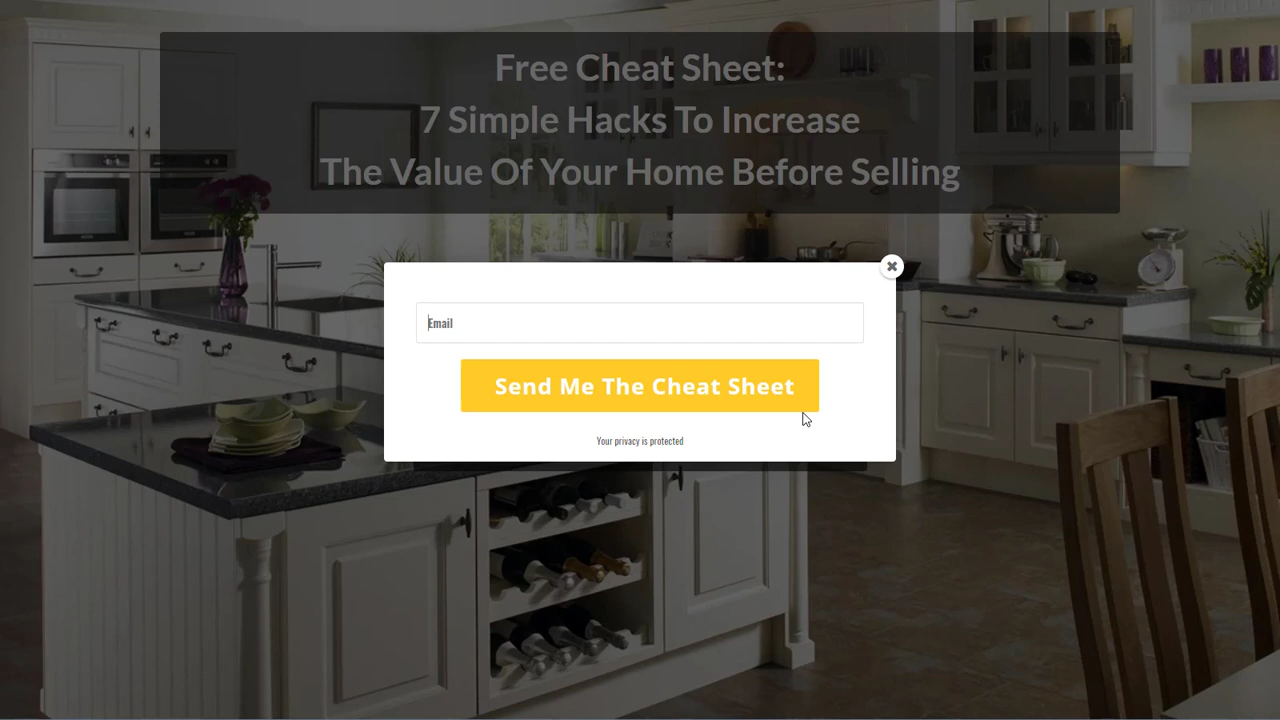 Free Cheat Sheet:
7 Simple Hacks To Increase
The Value Of Your Home Before Selling
Email
Send Me The Cheat Sheet
Your privacy is protected